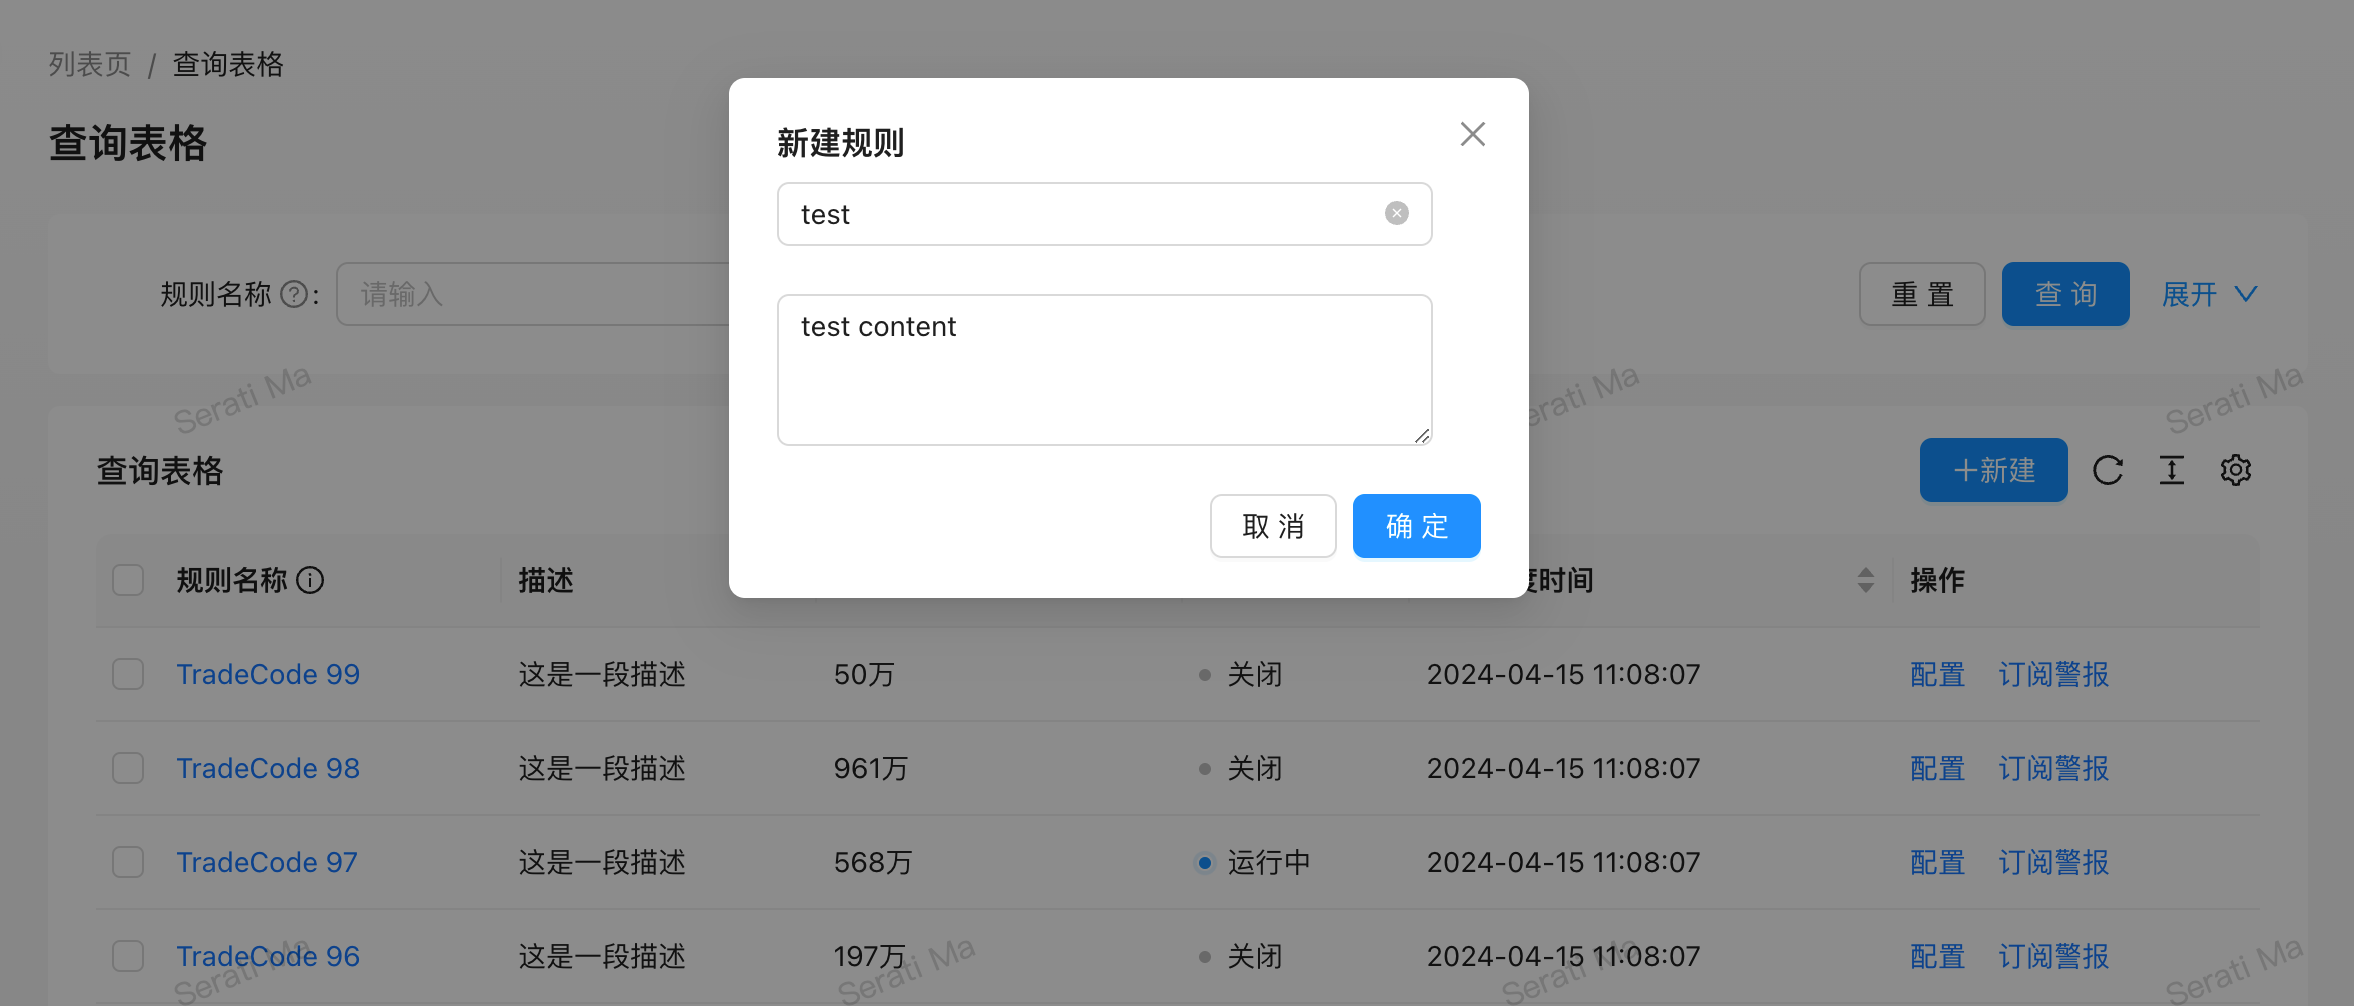 列表页 / 查询表格
查询表格
新建规则
test
test content
取 消 确 定
规则名称 : 请输入 重 置 查 询 展开
Serati Ma Serati Ma
查询表格 +新建
规则名称 描述 度时间 操作
TradeCode 99 这是一段描述 50万 关闭 2024-04-15 11:08:07 配置 订阅警报
TradeCode 98 这是一段描述 961万 关闭 2024-04-15 11:08:07 配置 订阅警报
TradeCode 97 这是一段描述 568万 运行中 2024-04-15 11:08:07 配置 订阅警报
TradeCode 96 这是一段描述 197万 关闭 2024-04-15 11:08:07 配置 订阅警报
Serati Ma Serati Ma Serati Ma Serati Ma